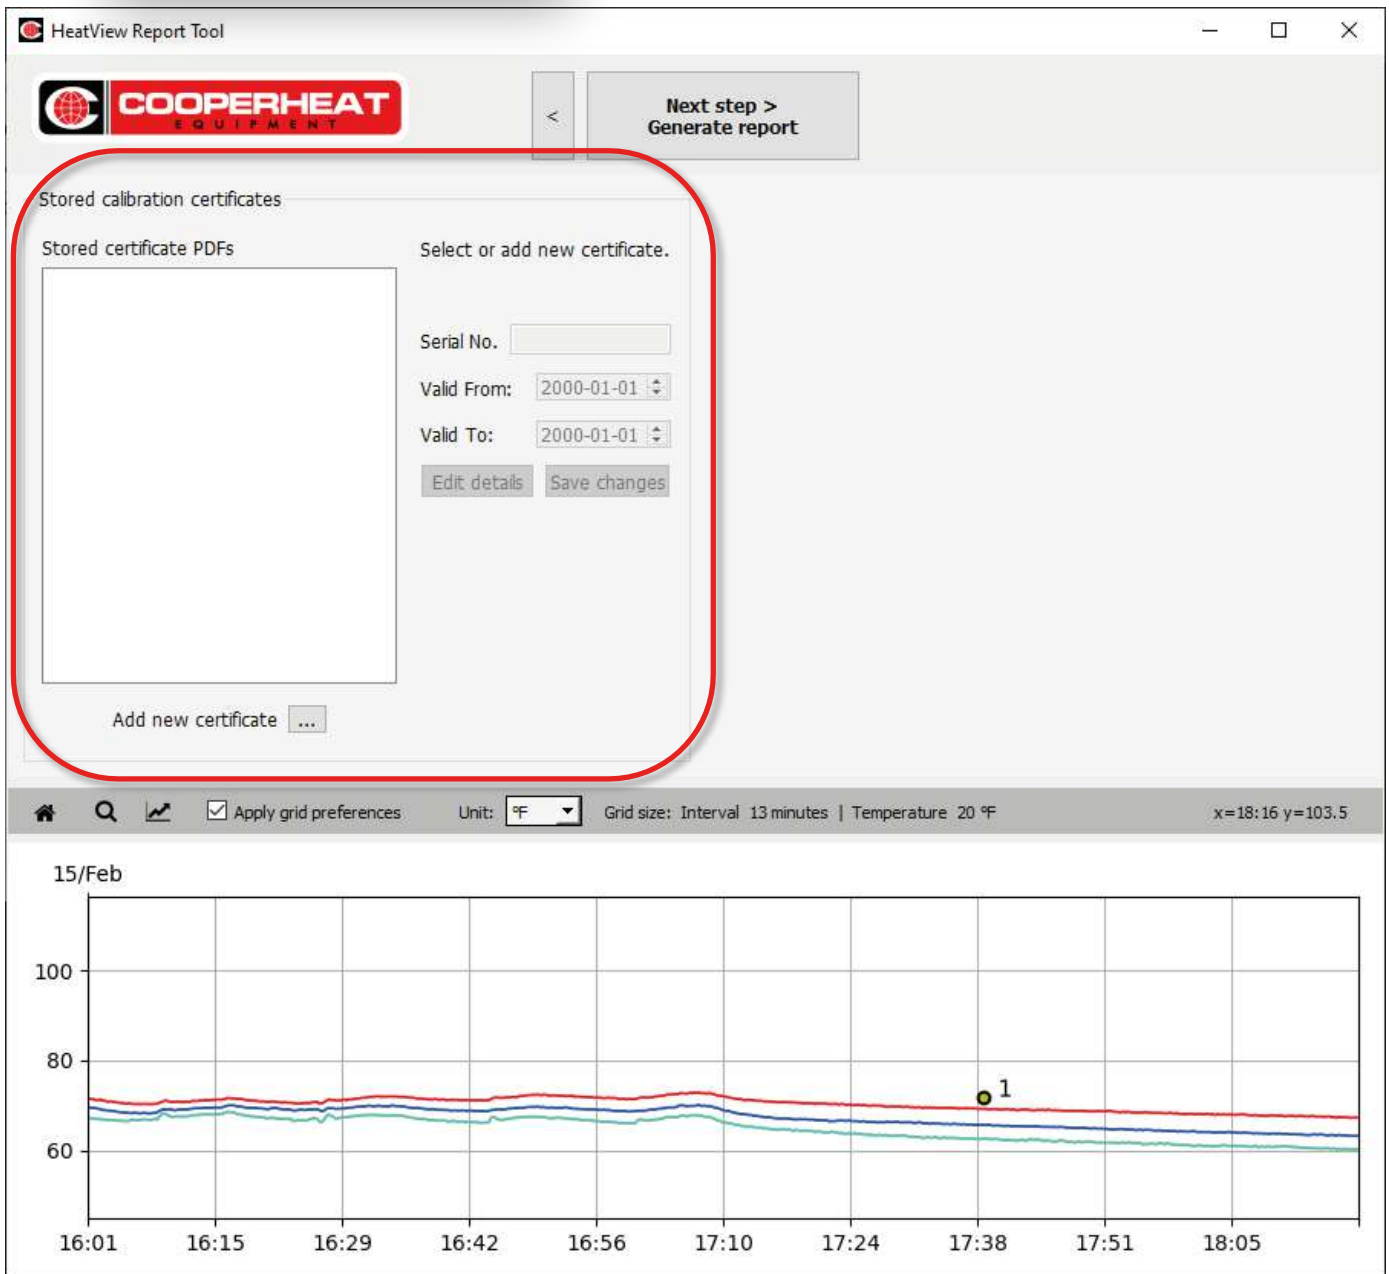 HeatView Report Tool
COOPERHEAT
EQUIPMENT
<
Next step >
Generate report
Stored calibration certificates
Stored certificate PDFs
Select or add new certificate.
Serial No.
Valid From: 2000-01-01
Valid To: 2000-01-01
Edit details Save changes
Add new certificate ...
Apply grid preferences Unit: ºF Grid size: Interval 13 minutes | Temperature 20 ºF x=18:16 y=103.5
15/Feb
100
80
1
60
16:01 16:15 16:29 16:42 16:56 17:10 17:24 17:38 17:51 18:05